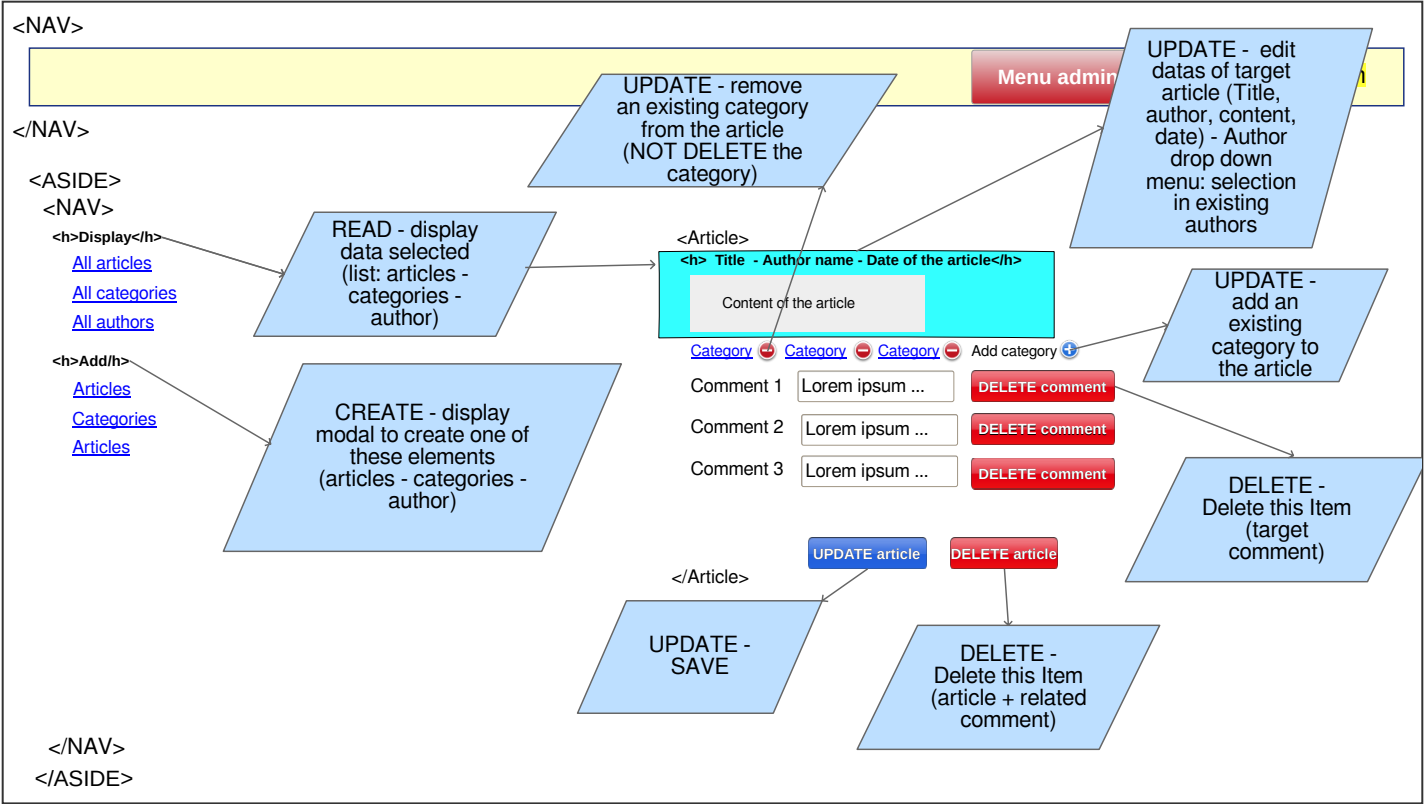 <NAV>
Menu admin
</NAV>
UPDATE - remove
an existing category
from the article
(NOT DELETE the
category)
UPDATE -  edit
datas of target
article (Title,
author, content,
date) - Author
drop down
menu: selection
in existing
authors
<ASIDE>
<NAV>
<h>Display</h>
All articles
All categories
All authors
<h>Add/h>
Articles
Categories
Articles
READ - display
data selected
(list: articles -
categories -
author)
CREATE - display
modal to create one of
these elements
(articles - categories -
author)
<Article>
<h>  Title  - Author name - Date of the article</h>
Content of the article
Category Category Category Add category
UPDATE -
add an
existing
category to
the article
Comment 1 Lorem ipsum ... DELETE comment
Comment 2 Lorem ipsum ... DELETE comment
Comment 3 Lorem ipsum ... DELETE comment
DELETE -
Delete this Item
(target
comment)
UPDATE article DELETE article
</Article>
UPDATE -
SAVE
DELETE -
Delete this Item
(article + related
comment)
</NAV>
</ASIDE>